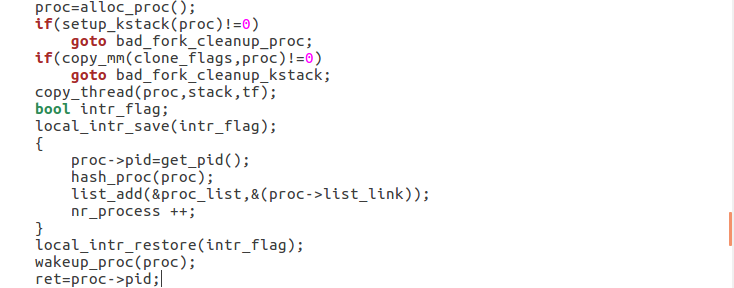 proc=alloc_proc();
if(setup_kstack(proc)!=0)
goto bad_fork_cleanup_proc;
if(copy_mm(clone_flags,proc)!=0)
goto bad_fork_cleanup_kstack;
copy_thread(proc,stack,tf);
bool intr_flag;
local_intr_save(intr_flag);
{
proc->pid=get_pid();
hash_proc(proc);
list_add(&proc_list,&(proc->list_link));
nr_process ++;
}
local_intr_restore(intr_flag);
wakeup_proc(proc);
ret=proc->pid;